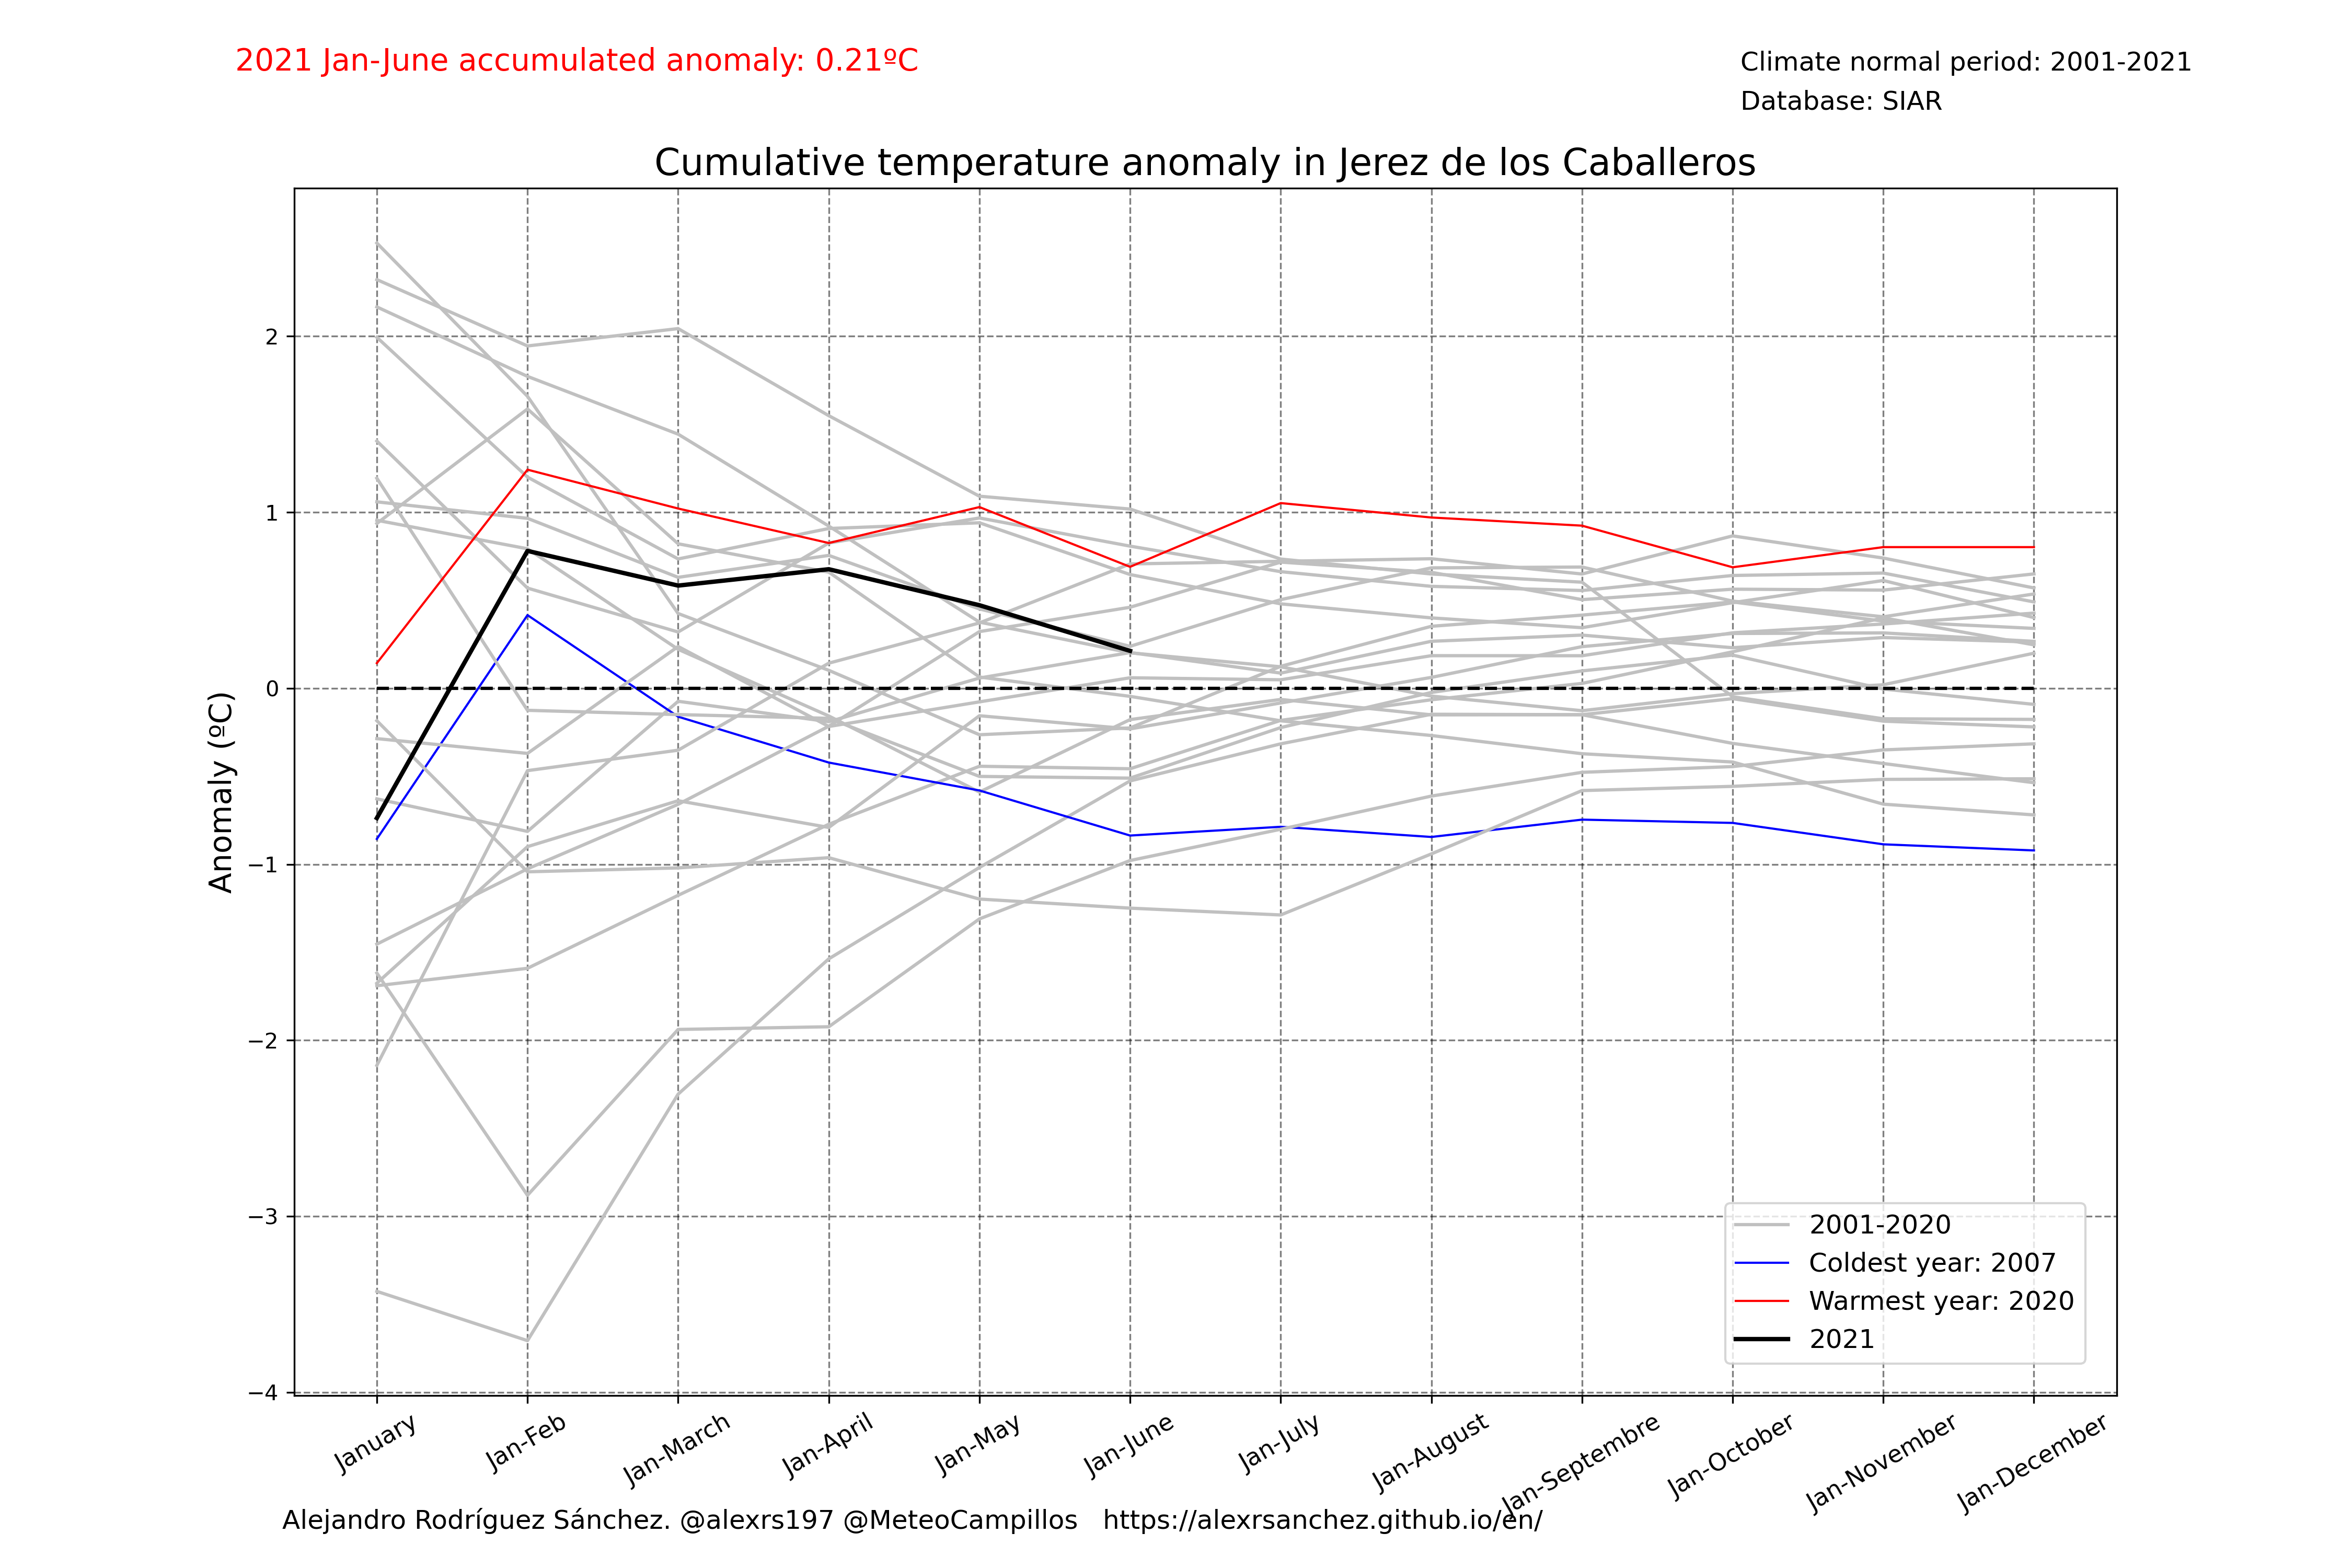 2021 Jan-June accumulated anomaly: 0.21ºC
Climate normal period: 2001-2021
Database: SIAR
Cumulative temperature anomaly in Jerez de los Caballeros
Anomaly (ºC)
2
1
0
−1
−2
−3
−4
2001-2020
Coldest year: 2007
Warmest year: 2020
2021
January
Jan-Feb
Jan-March
Jan-April
Jan-May
Jan-June
Jan-July
Jan-August
Jan-Septembre
Jan-October
Jan-November
Jan-December
Alejandro Rodríguez Sánchez. @alexrs197 @MeteoCampillos https://alexrsanchez.github.io/en/